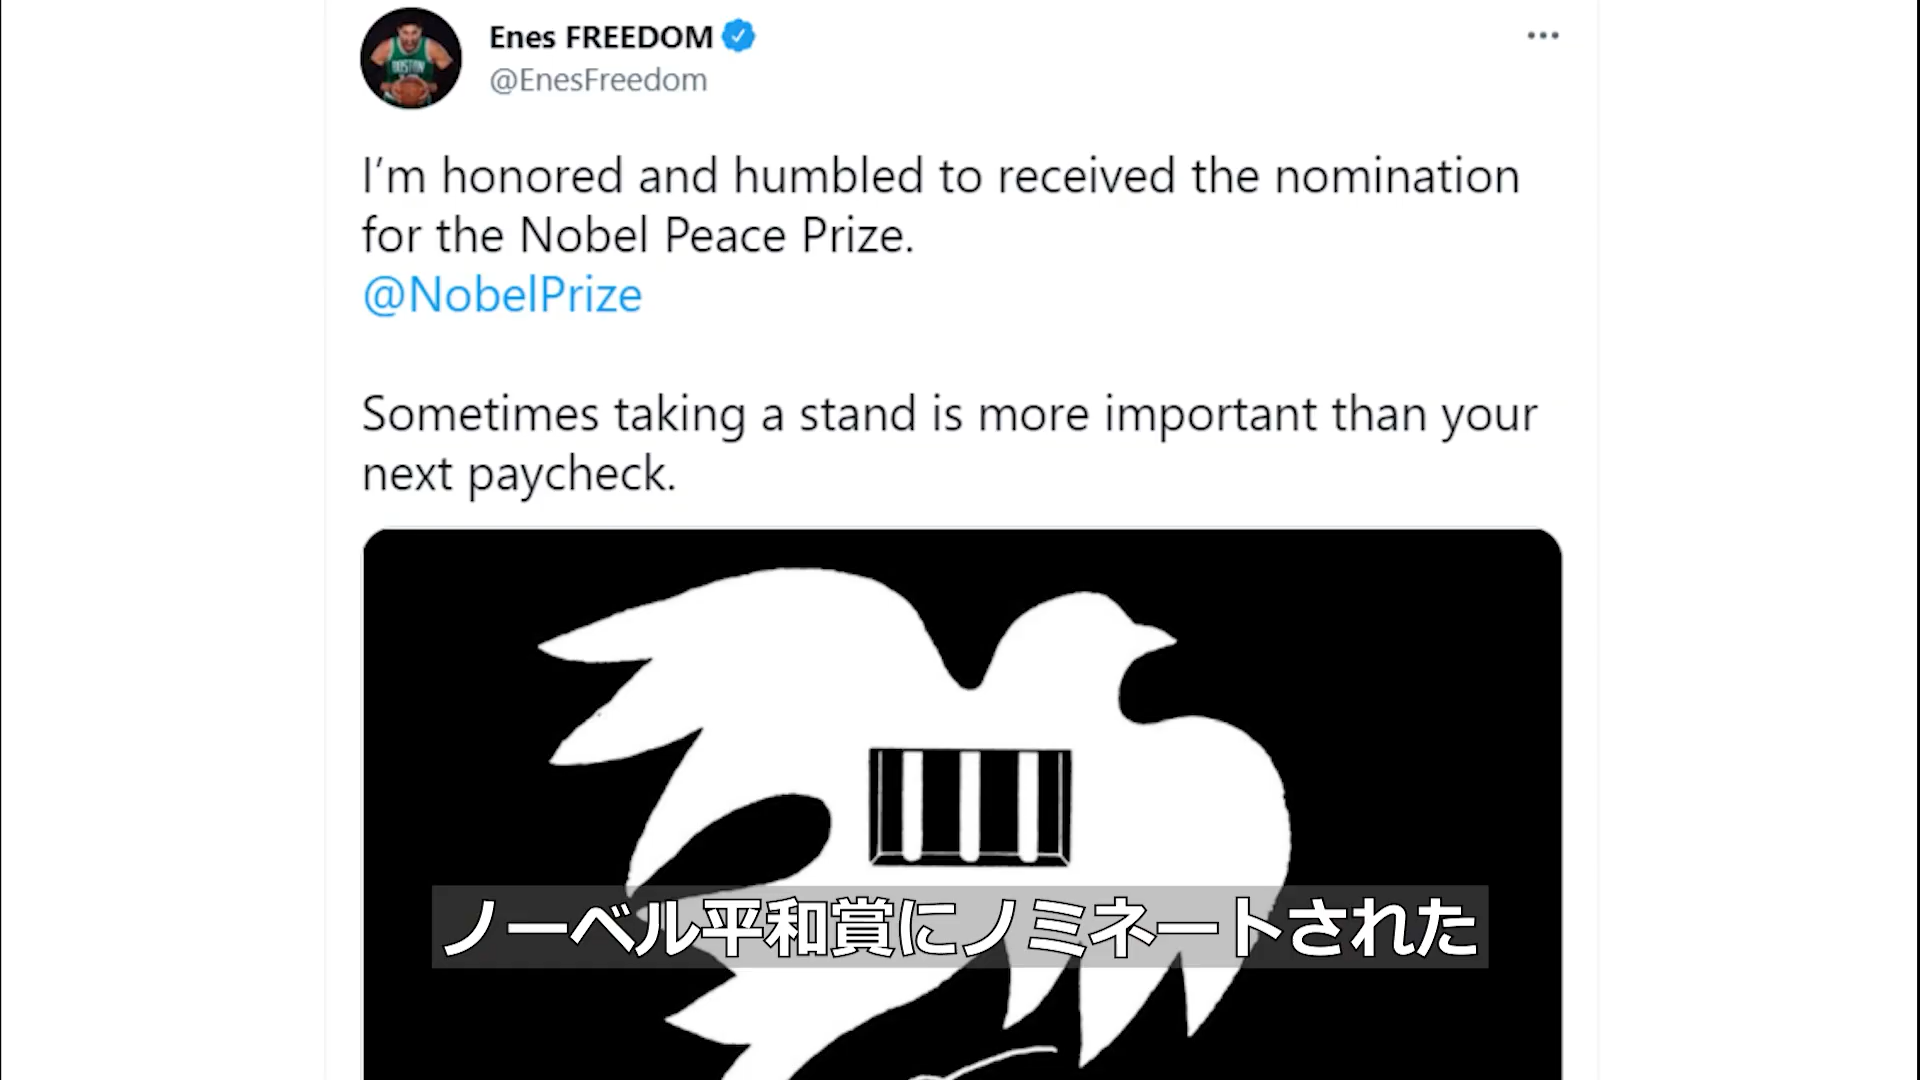 Enes FREEDOM
@EnesFreedom
I’m honored and humbled to received the nomination
for the Nobel Peace Prize.
@NobelPrize
Sometimes taking a stand is more important than your
next paycheck.
BOSTON
ノーベル平和賞にノミネートされた